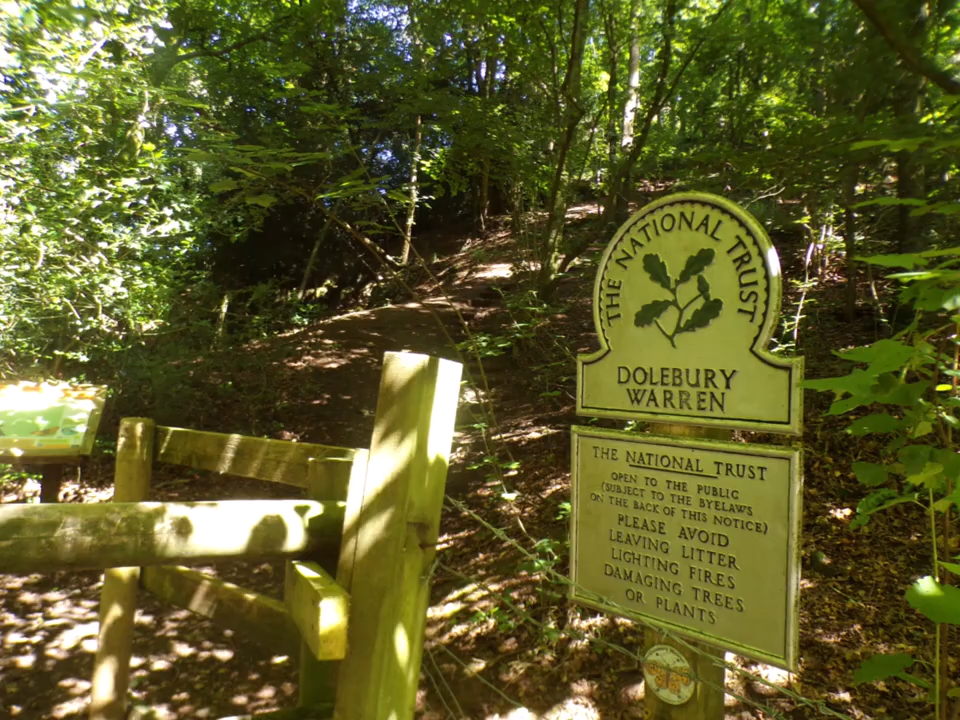 THE NATIONAL TRUST
DOLEBURY
WARREN
THE NATIONAL TRUST
OPEN TO THE PUBLIC
(SUBJECT TO THE BYELAWS
ON THE BACK OF THIS NOTICE)
PLEASE AVOID
LEAVING LITTER
LIGHTING FIRES
DAMAGING TREES
OR PLANTS